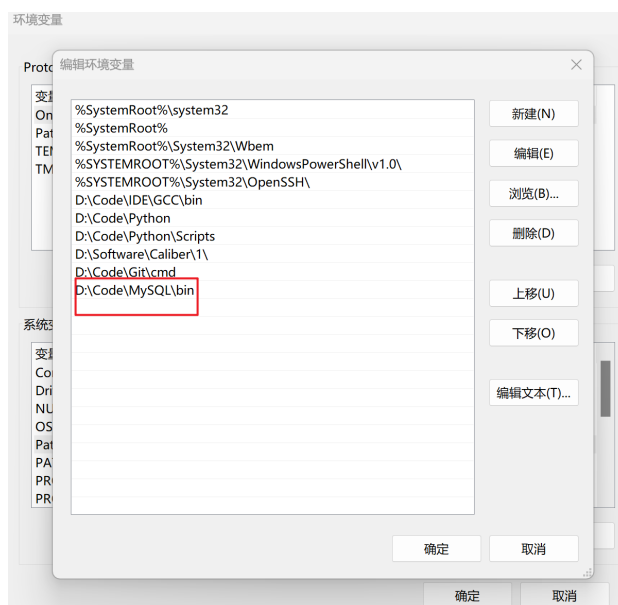 环境变量
编辑环境变量
%SystemRoot%\system32
%SystemRoot%
%SystemRoot%\System32\Wbem
%SYSTEMROOT%\System32\WindowsPowerShell\v1.0\
%SYSTEMROOT%\System32\OpenSSH\
D:\Code\IDE\GCC\bin
D:\Code\Python
D:\Code\Python\Scripts
D:\Software\Caliber\1\
D:\Code\Git\cmd
D:\Code\MySQL\bin
新建(N)
编辑(E)
浏览(B)...
删除(D)
上移(U)
下移(O)
编辑文本(T)...
确定
取消
Proto
变
On
Pat
TEM
TM
系统
变
Co
Dri
NU
OS
Pat
PA
PR
PR
确定
取消